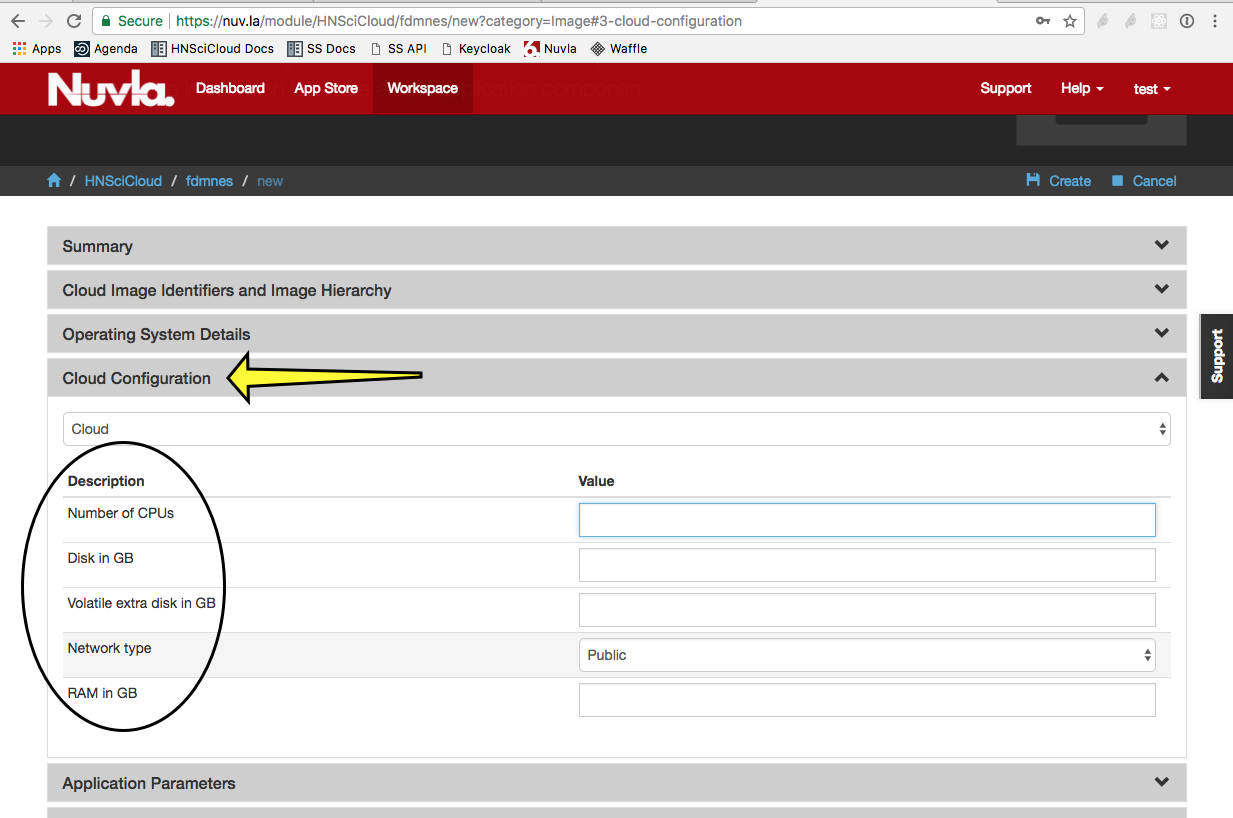 Secure https://nuv.la/module/HNSciCloud/fdmnes/new?category=Image#3-cloud-configuration
Apps Agenda HNSciCloud Docs SS Docs SS API Keycloak Nuvla Waffle
Nuvla. Dashboard App Store Workspace Support Help test
/ HNSciCloud / fdmnes / new Create Cancel
Summary
Cloud Image Identifiers and Image Hierarchy
Operating System Details
Support
Cloud Configuration
Cloud
Description Value
Number of CPUs
Disk in GB
Volatile extra disk in GB
Network type Public
RAM in GB
Application Parameters